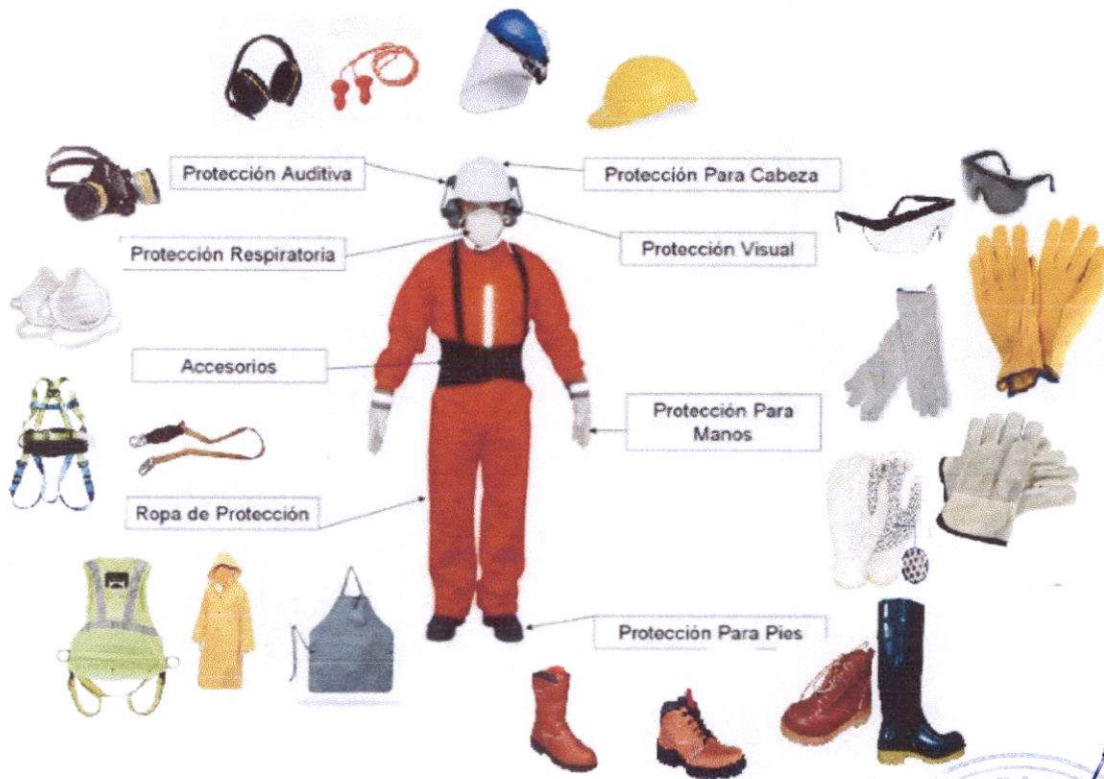 Protección Auditiva
Protección Para Cabeza
Protección Respiratoria
Protección Visual
Accesorios
Protección Para
Manos
Ropa de Protección
Protección Para Pies